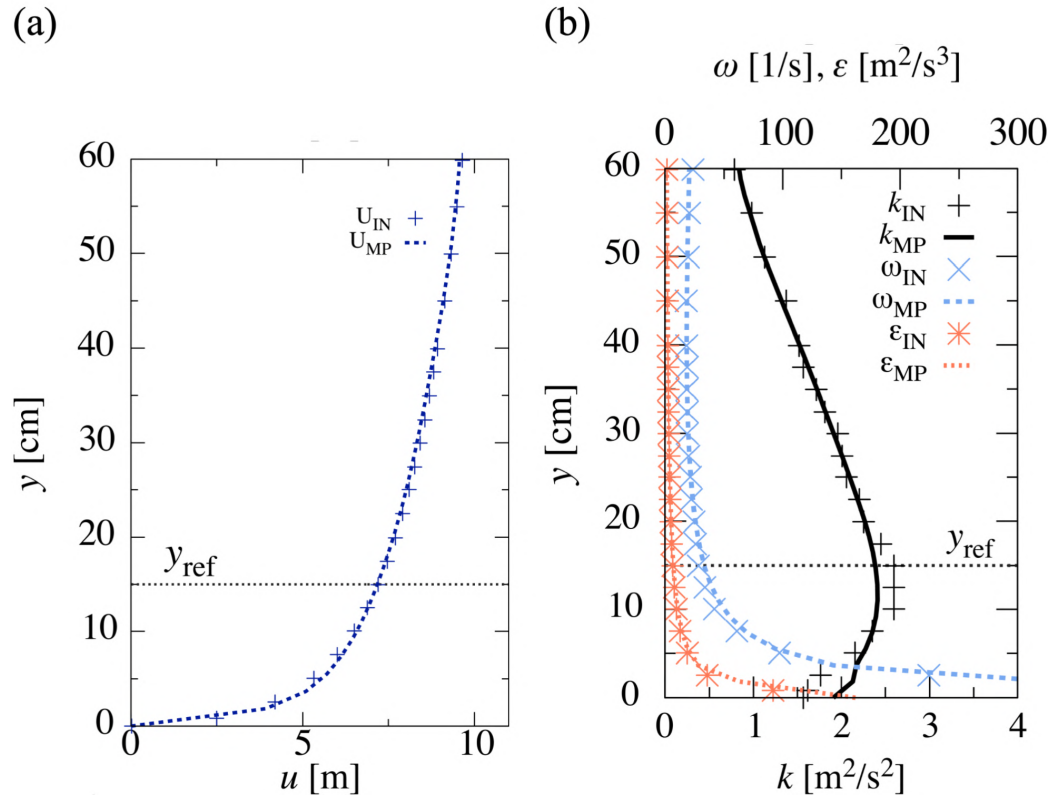 (a)
60
50
40
30
20
10
0
y [cm]
U_IN
U_MP
y_ref
0
5
10
u [m]
(b)
ω [1/s], ε [m²/s³]
0
100
200
300
60
50
40
30
20
10
0
y [cm]
k_IN
k_MP
ω_IN
ω_MP
ε_IN
ε_MP
y_ref
0
1
2
3
4
k [m²/s²]